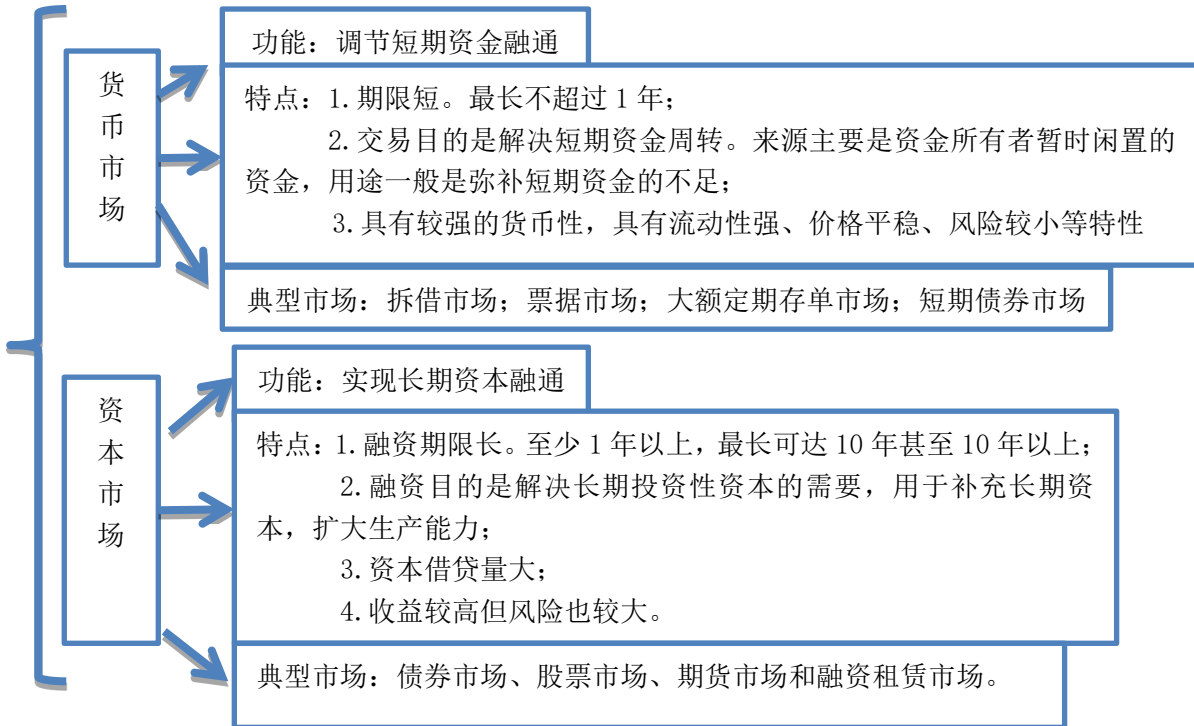 货币市场
功能：调节短期资金融通
特点：1.期限短。最长不超过 1 年；
2.交易目的是解决短期资金周转。来源主要是资金所有者暂时闲置的
资金，用途一般是弥补短期资金的不足；
3.具有较强的货币性，具有流动性强、价格平稳、风险较小等特性
典型市场：拆借市场；票据市场；大额定期存单市场；短期债券市场
资本市场
功能：实现长期资本融通
特点：1.融资期限长。至少 1 年以上，最长可达 10 年甚至 10 年以上；
2.融资目的是解决长期投资性资本的需要，用于补充长期资
本，扩大生产能力；
3.资本借贷量大；
4.收益较高但风险也较大。
典型市场：债券市场、股票市场、期货市场和融资租赁市场。